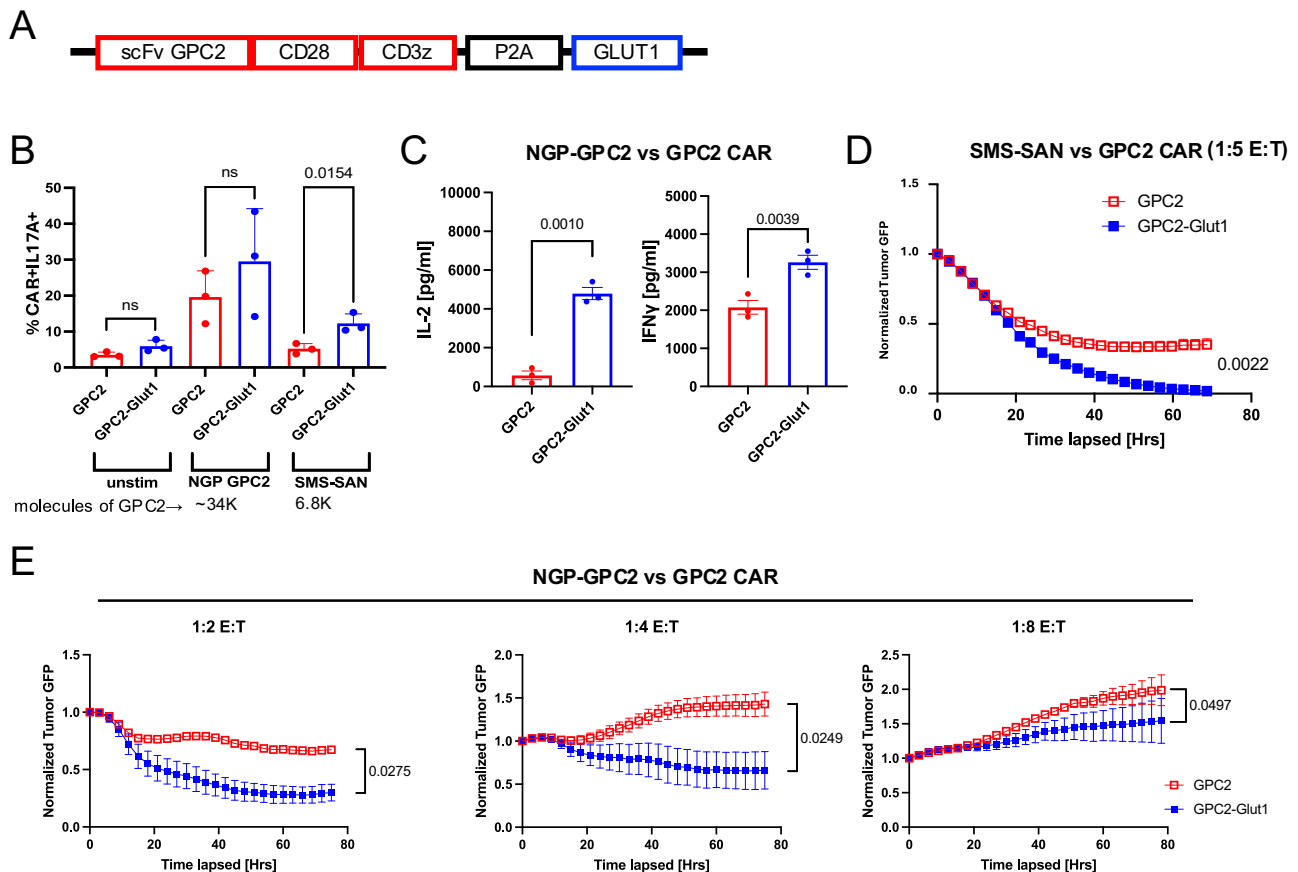 A
scFv GPC2 CD28 CD3z P2A GLUT1
B
%CAR+IL17A+
50
40
30
20
10
0
ns
ns
0.0154
GPC2
GPC2-Glut1
GPC2
GPC2-Glut1
GPC2
GPC2-Glut1
unstim NGP GPC2 SMS-SAN
molecules of GPC2→ ~34K 6.8K
C
NGP-GPC2 vs GPC2 CAR
IL-2 [pg/ml]
10000
8000
6000
4000
2000
0
0.0010
GPC2
GPC2-Glut1
IFNγ [pg/ml]
5000
4000
3000
2000
1000
0
0.0039
GPC2
GPC2-Glut1
D
SMS-SAN vs GPC2 CAR (1:5 E:T)
Normalized Tumor GFP
1.5
1.0
0.5
0.0
GPC2
GPC2-Glut1
0.0022
0 20 40 60 80
Time lapsed [Hrs]
E
NGP-GPC2 vs GPC2 CAR
1:2 E:T
Normalized Tumor GFP
1.5
1.0
0.5
0.0
0.0275
0 20 40 60 80
Time lapsed [Hrs]
1:4 E:T
Normalized Tumor GFP
2.0
1.5
1.0
0.5
0.0
0.0249
0 20 40 60 80
Time lapsed [Hrs]
1:8 E:T
Normalized Tumor GFP
2.5
2.0
1.5
1.0
0.5
0.0
0.0497
GPC2
GPC2-Glut1
0 20 40 60 80
Time lapsed [Hrs]